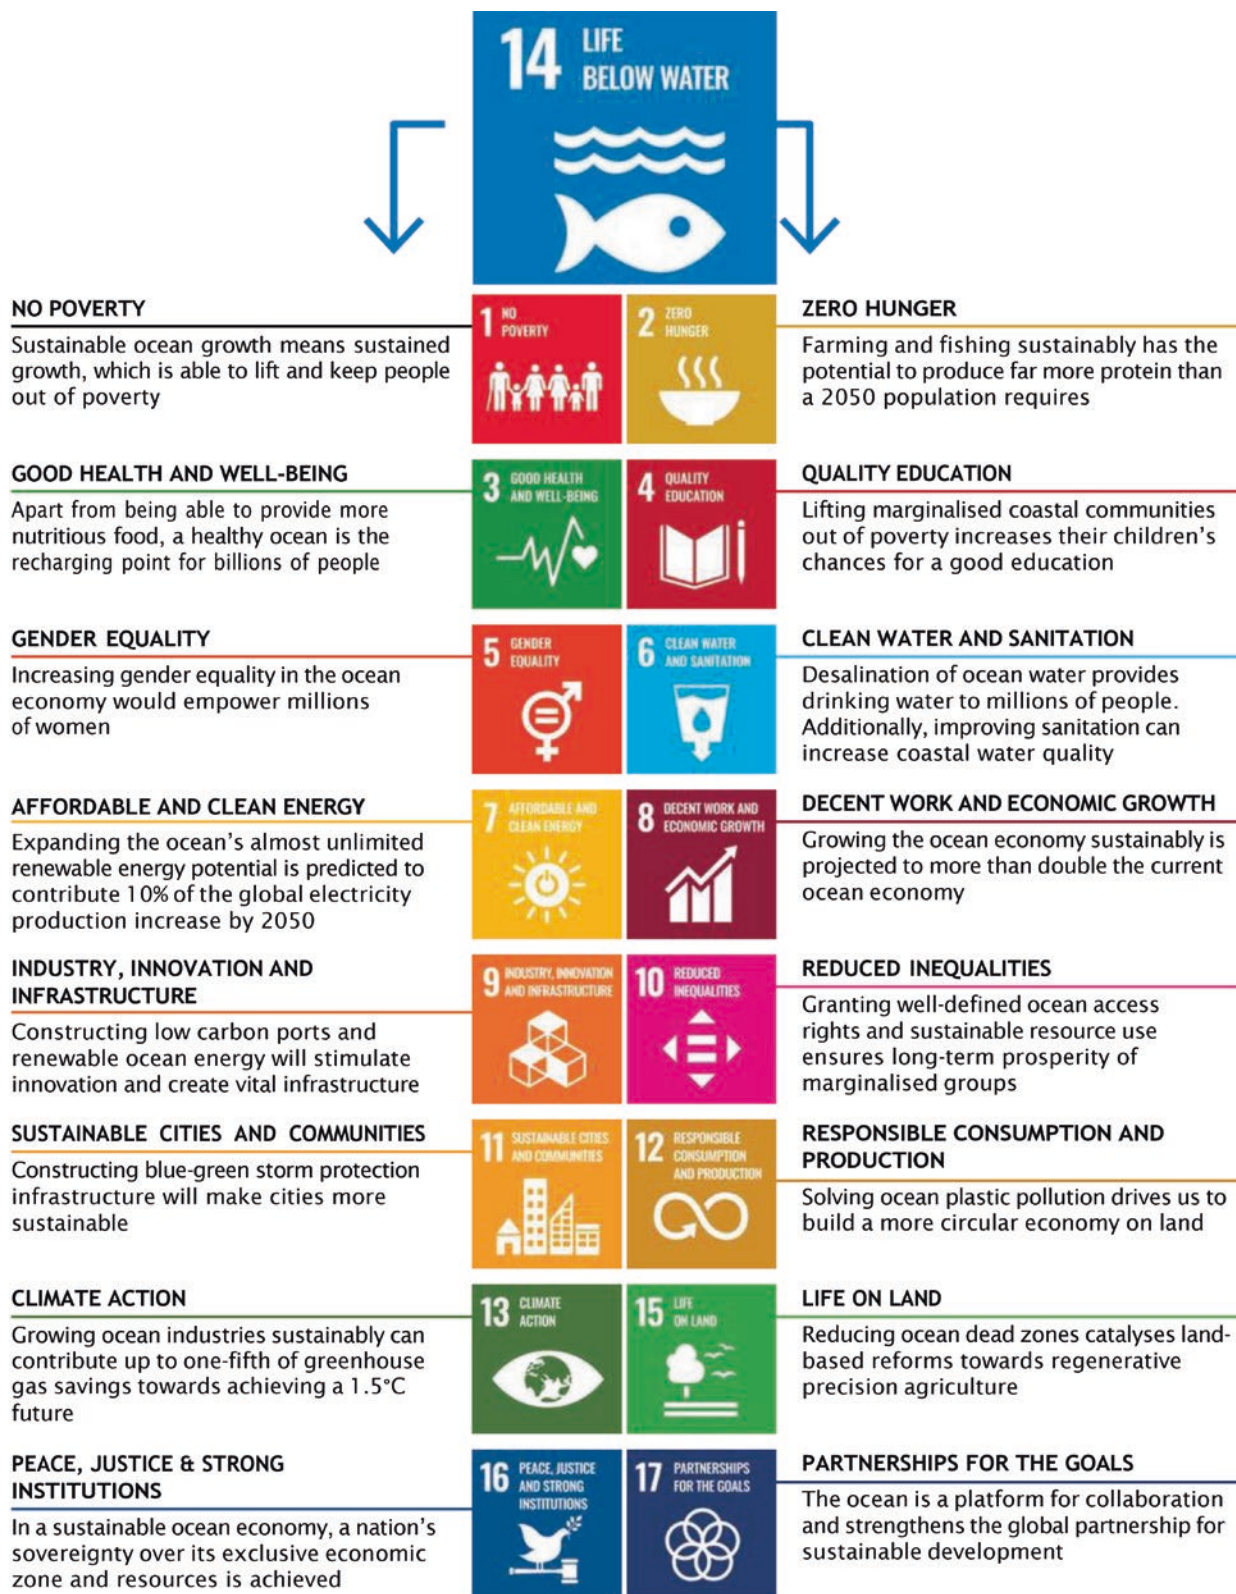 14 LIFE
BELOW WATER
NO POVERTY
Sustainable ocean growth means sustained
growth, which is able to lift and keep people
out of poverty
1 NO
POVERTY
2 ZERO
HUNGER
ZERO HUNGER
Farming and fishing sustainably has the
potential to produce far more protein than
a 2050 population requires
GOOD HEALTH AND WELL-BEING
Apart from being able to provide more
nutritious food, a healthy ocean is the
recharging point for billions of people
3 GOOD HEALTH
AND WELL-BEING
4 QUALITY
EDUCATION
QUALITY EDUCATION
Lifting marginalised coastal communities
out of poverty increases their children's
chances for a good education
GENDER EQUALITY
Increasing gender equality in the ocean
economy would empower millions
of women
5 GENDER
EQUALITY
6 CLEAN WATER
AND SANITATION
CLEAN WATER AND SANITATION
Desalination of ocean water provides
drinking water to millions of people.
Additionally, improving sanitation can
increase coastal water quality
AFFORDABLE AND CLEAN ENERGY
Expanding the ocean's almost unlimited
renewable energy potential is predicted to
contribute 10% of the global electricity
production increase by 2050
7 AFFORDABLE AND
CLEAN ENERGY
8 DECENT WORK AND
ECONOMIC GROWTH
DECENT WORK AND ECONOMIC GROWTH
Growing the ocean economy sustainably is
projected to more than double the current
ocean economy
INDUSTRY, INNOVATION AND
INFRASTRUCTURE
Constructing low carbon ports and
renewable ocean energy will stimulate
innovation and create vital infrastructure
9 INDUSTRY, INNOVATION
AND INFRASTRUCTURE
10 REDUCED
INEQUALITIES
REDUCED INEQUALITIES
Granting well-defined ocean access
rights and sustainable resource use
ensures long-term prosperity of
marginalised groups
SUSTAINABLE CITIES AND COMMUNITIES
Constructing blue-green storm protection
infrastructure will make cities more
sustainable
11 SUSTAINABLE CITIES
AND COMMUNITIES
12 RESPONSIBLE
CONSUMPTION
AND PRODUCTION
RESPONSIBLE CONSUMPTION AND
PRODUCTION
Solving ocean plastic pollution drives us to
build a more circular economy on land
CLIMATE ACTION
Growing ocean industries sustainably can
contribute up to one-fifth of greenhouse
gas savings towards achieving a 1.5°C
future
13 CLIMATE
ACTION
15 LIFE
ON LAND
LIFE ON LAND
Reducing ocean dead zones catalyses land-
based reforms towards regenerative
precision agriculture
PEACE, JUSTICE & STRONG
INSTITUTIONS
In a sustainable ocean economy, a nation's
sovereignty over its exclusive economic
zone and resources is achieved
16 PEACE, JUSTICE
AND STRONG
INSTITUTIONS
17 PARTNERSHIPS
FOR THE GOALS
PARTNERSHIPS FOR THE GOALS
The ocean is a platform for collaboration
and strengthens the global partnership for
sustainable development